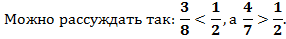 Можно рассуждать так: 3/8 < 1/2, а 4/7 > 1/2.